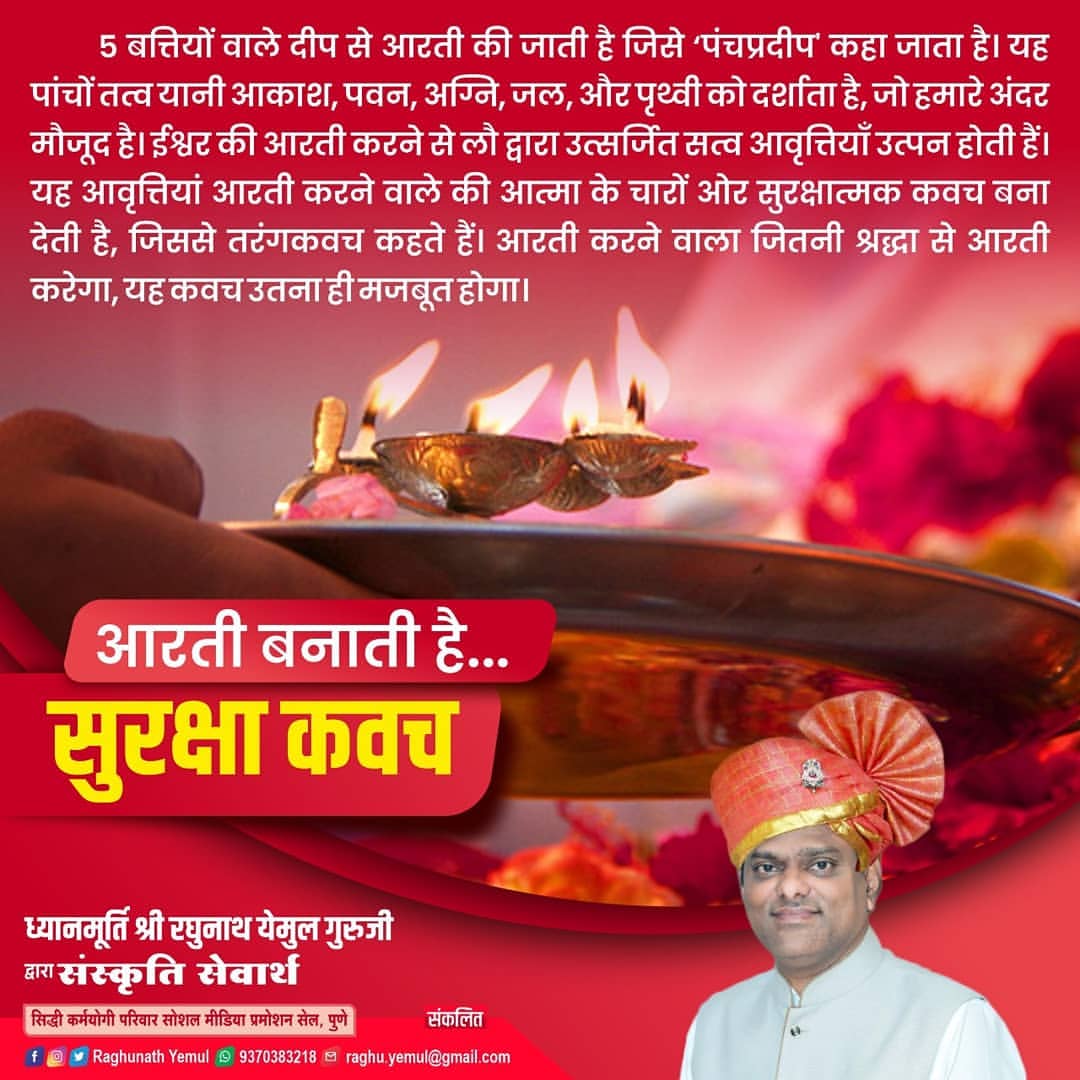 5 बत्तियों वाले दीप से आरती की जाती है जिसे ‘पंचप्रदीप' कहा जाता है। यह
पांचों तत्व यानी आकाश, पवन, अग्नि, जल, और पृथ्वी को दर्शाता है, जो हमारे अंदर
मौजूद है। ईश्वर की आरती करने से लौ द्वारा उत्सर्जित सत्व आवृत्तियाँ उत्पन होती हैं।
यह आवृत्तियां आरती करने वाले की आत्मा के चारों ओर सुरक्षात्मक कवच बना
देती है, जिससे तरंगकवच कहते हैं। आरती करने वाला जितनी श्रद्धा से आरती
करेगा, यह कवच उतना ही मजबूत होगा।
आरती बनाती है...
सुरक्षा कवच
ध्यानमूर्ति श्री रघुनाथ येमुल गुरुजी
द्वारा संस्कृति सेवार्थ
सिद्धी कर्मयोगी परिवार सोशल मीडिया प्रमोशन सेल, पुणे
संकलित
Raghunath Yemul 9370383218 raghu.yemul@gmail.com